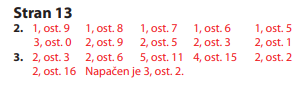 Stran 13
2. 1, ost. 9 1, ost. 8 1, ost. 7 1, ost. 6 1, ost. 5
3, ost. 0 2, ost. 9 2, ost. 5 2, ost. 3 2, ost. 1
3. 2, ost. 3 2, ost. 6 5, ost. 11 4, ost. 15 2, ost. 2
2, ost. 16 Napačen je 3, ost. 2.